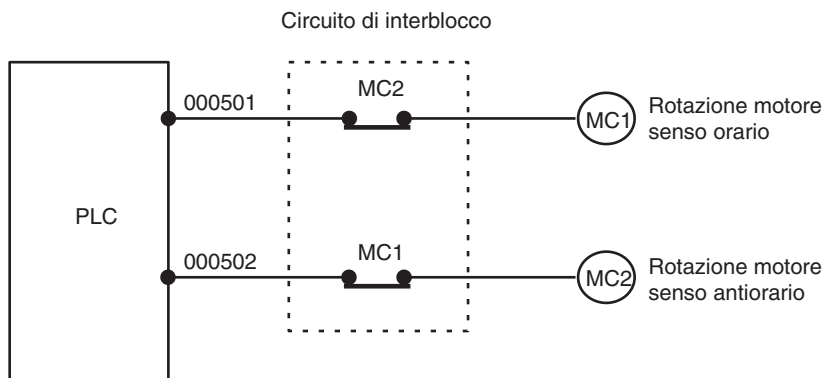 Circuito di interblocco
000501
MC2
MC1
Rotazione motore
senso orario
PLC
000502
MC1
MC2
Rotazione motore
senso antiorario